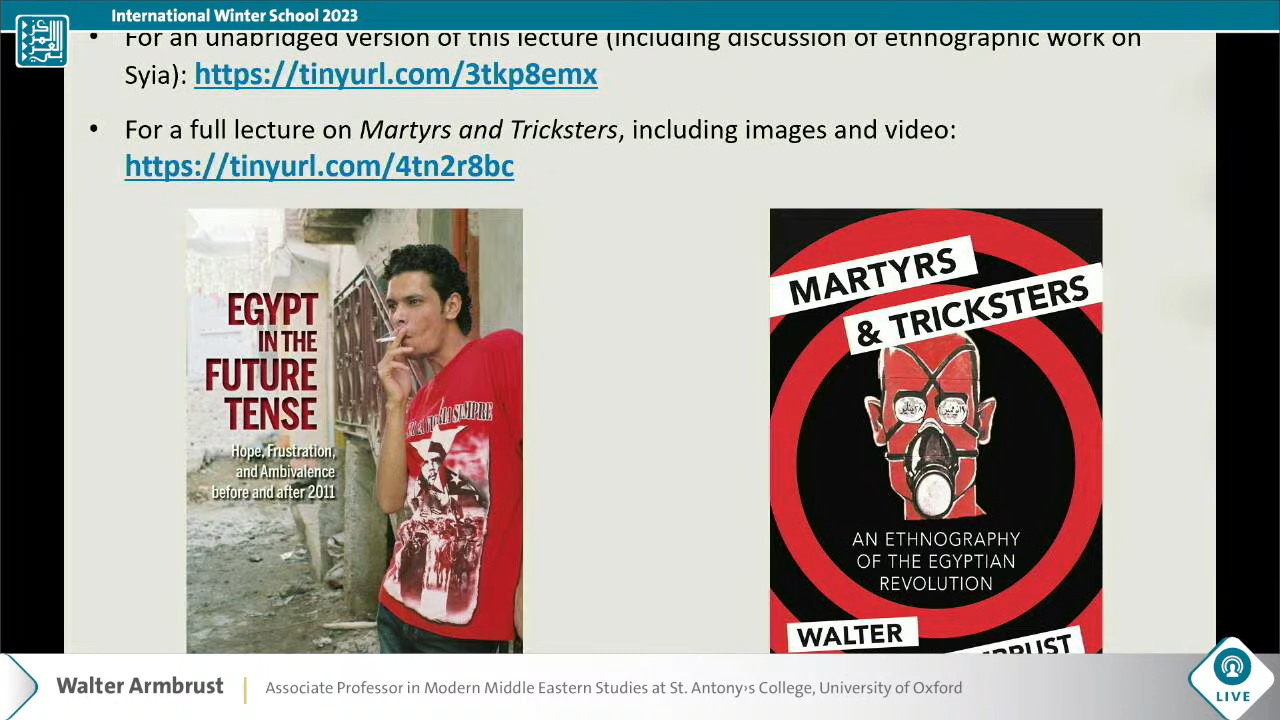 International Winter School 2023
• For an unabridged version of this lecture (including discussion of ethnographic work on
Syia): https://tinyurl.com/3tkp8emx
• For a full lecture on Martyrs and Tricksters, including images and video:
https://tinyurl.com/4tn2r8bc
EGYPT
IN THE
FUTURE
TENSE
Hope, Frustration,
and Ambivalence
before and after 2011
MARTYRS
& TRICKSTERS
AN ETHNOGRAPHY
OF THE EGYPTIAN
REVOLUTION
WALTER
Walter Armbrust
Associate Professor in Modern Middle Eastern Studies at St. Antony›s College, University of Oxford
LIVE